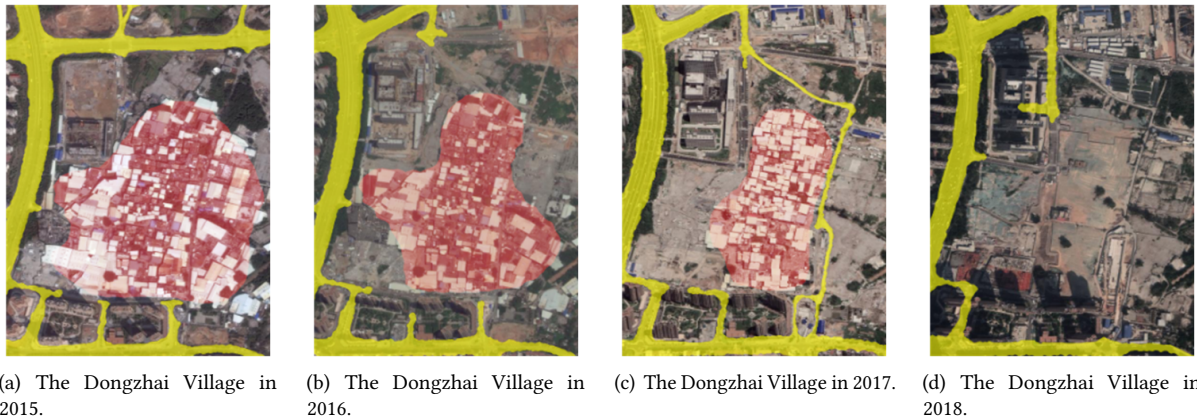 (a) The Dongzhai Village in
2015.
(b) The Dongzhai Village in
2016.
(c) The Dongzhai Village in 2017.
(d) The Dongzhai Village in
2018.